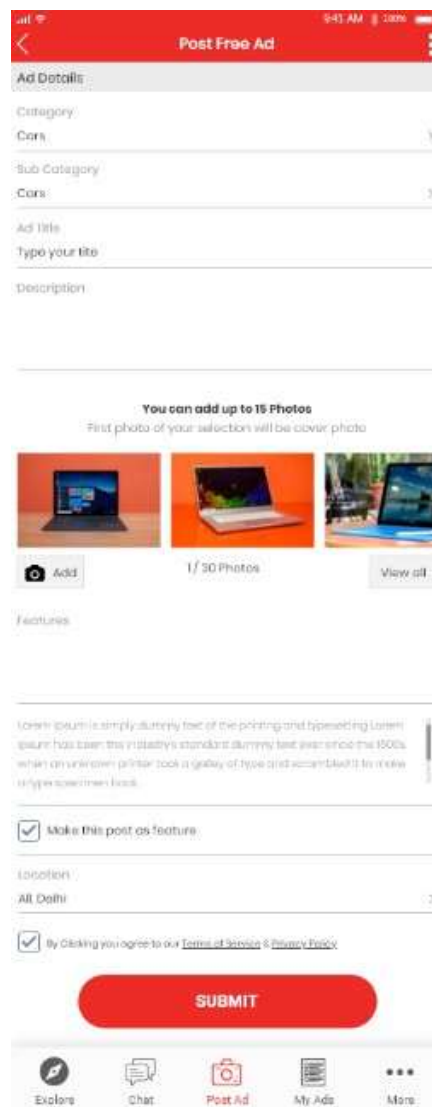 9:41 AM 100%
Post Free Ad
Ad Details
Category
Cars
Sub Category
Cars
Ad Title
Type your tite
Description
You can add up to 15 Photos
First photo of your selection will be cover photo
Add
1/ 30 Photos
View all
Features
Lorem ipsum is simply dummy text of the printing and typesetting Lorem
ipsum has been the industry's standard dummy text ever since the 1500s,
when an unknown printer took a galley of type and scrambled it to make
a type specimen book.
Make this post as feature
Location
All Delhi
By Clicking you agree to our Terms of Service & Privacy Policy
SUBMIT
Explore
Chat
Post Ad
My Ads
More